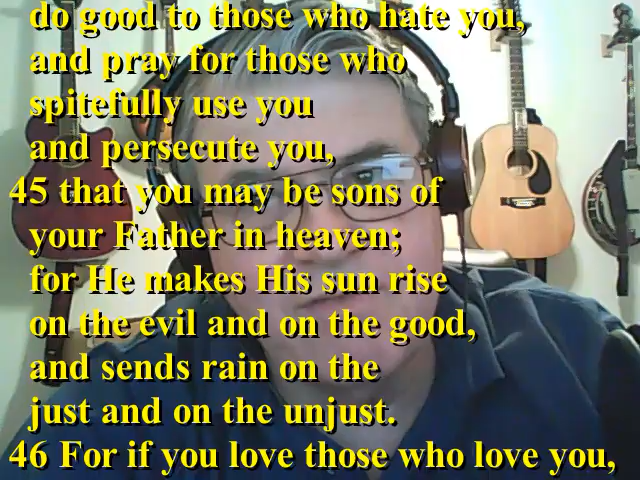 do good to those who hate you,
and pray for those who
spitefully use you
and persecute you,
45 that you may be sons of
your Father in heaven;
for He makes His sun rise
on the evil and on the good,
and sends rain on the
just and on the unjust.
46 For if you love those who love you,